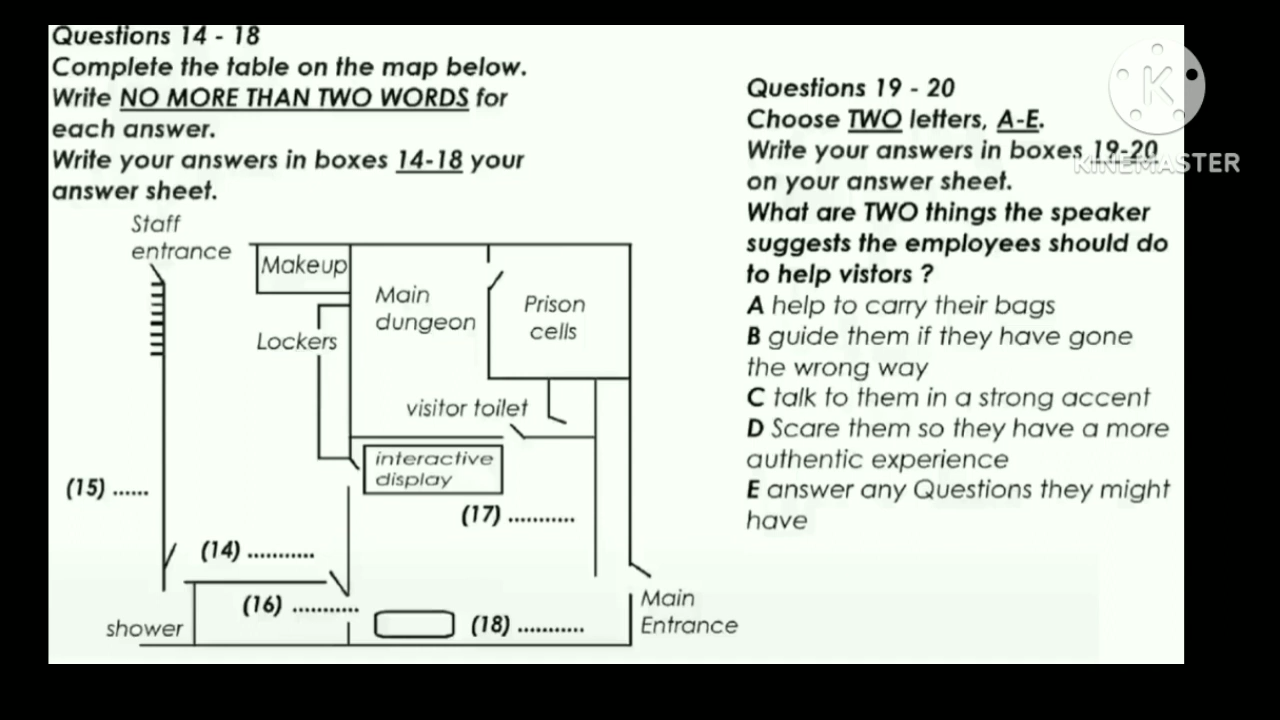 Questions 14 - 18
Complete the table on the map below.
Write NO MORE THAN TWO WORDS for
each answer.
Write your answers in boxes 14-18 your
answer sheet.
Staff
entrance
Makeup
Main
dungeon
Prison
cells
Lockers
visitor toilet
interactive
display
(15) ......
(17) ...........
(14) ...........
(16) ...........
(18) ...........
shower
Main
Entrance
Questions 19 - 20
Choose TWO letters, A-E.
Write your answers in boxes 19-20
on your answer sheet.
What are TWO things the speaker
suggests the employees should do
to help vistors ?
A help to carry their bags
B guide them if they have gone
the wrong way
C talk to them in a strong accent
D Scare them so they have a more
authentic experience
E answer any Questions they might
have
K
KINEMASTER